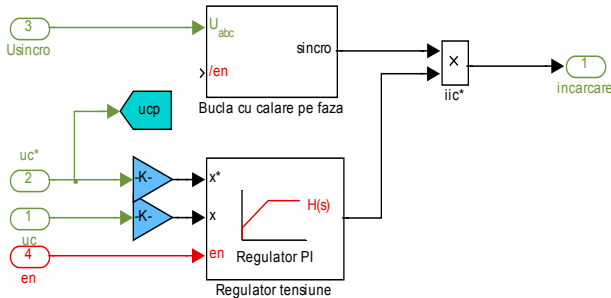 3
Usincro
U abc
/en
sincro
Bucla cu calare pe faza
×
iic*
1
incarcare
ucp
uc*
2
-K-
x*
1
uc
-K-
x
H(s)
4
en
en
Regulator PI
Regulator tensiune